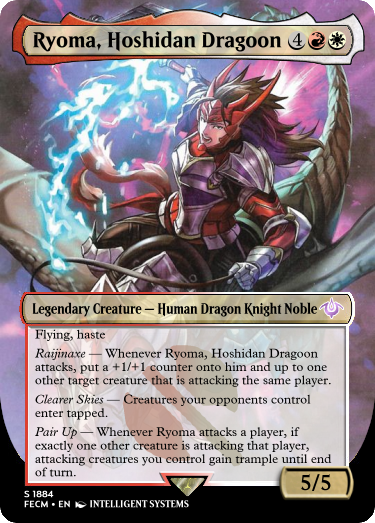 Ryoma, Hoshidan Dragoon 4
Legendary Creature — Human Dragon Knight Noble
Flying, haste
Raijinaxe — Whenever Ryoma, Hoshidan Dragoon
attacks, put a +1/+1 counter onto him and up to one
other target creature that is attacking the same player.
Clearer Skies — Creatures your opponents control
enter tapped.
Pair Up — Whenever Ryoma attacks a player, if
exactly one other creature is attacking that player,
attacking creatures you control gain trample until end
of turn.
5/5
S 1884
FECM • EN INTELLIGENT SYSTEMS